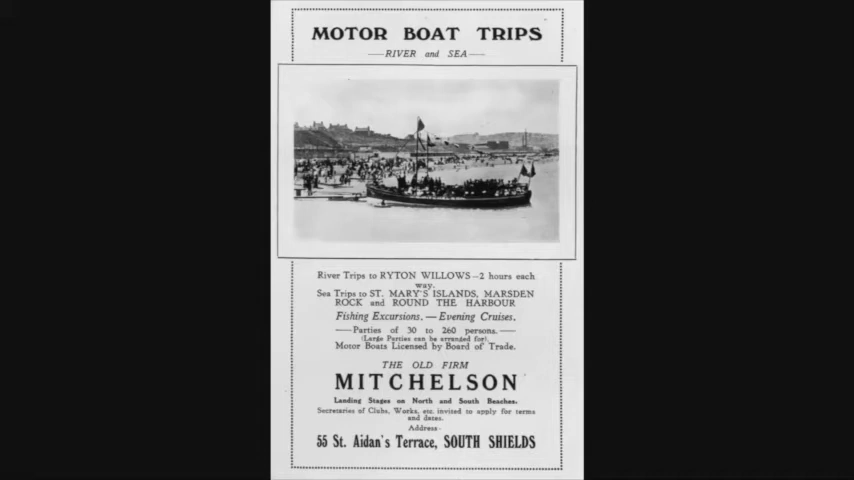 MOTOR BOAT TRIPS
—RIVER and SEA—
River Trips to RYTON WILLOWS—2 hours each
way.
Sea Trips to ST. MARY'S ISLANDS, MARSDEN
ROCK and ROUND THE HARBOUR
Fishing Excursions. — Evening Cruises.
—Parties of 30 to 260 persons.—
(Large Parties can be arranged for).
Motor Boats Licensed by Board of Trade.
THE OLD FIRM
MITCHELSON
Landing Stages on North and South Beaches.
Secretaries of Clubs, Works, etc. invited to apply for terms
and dates.
Address-
55 St. Aidan's Terrace, SOUTH SHIELDS